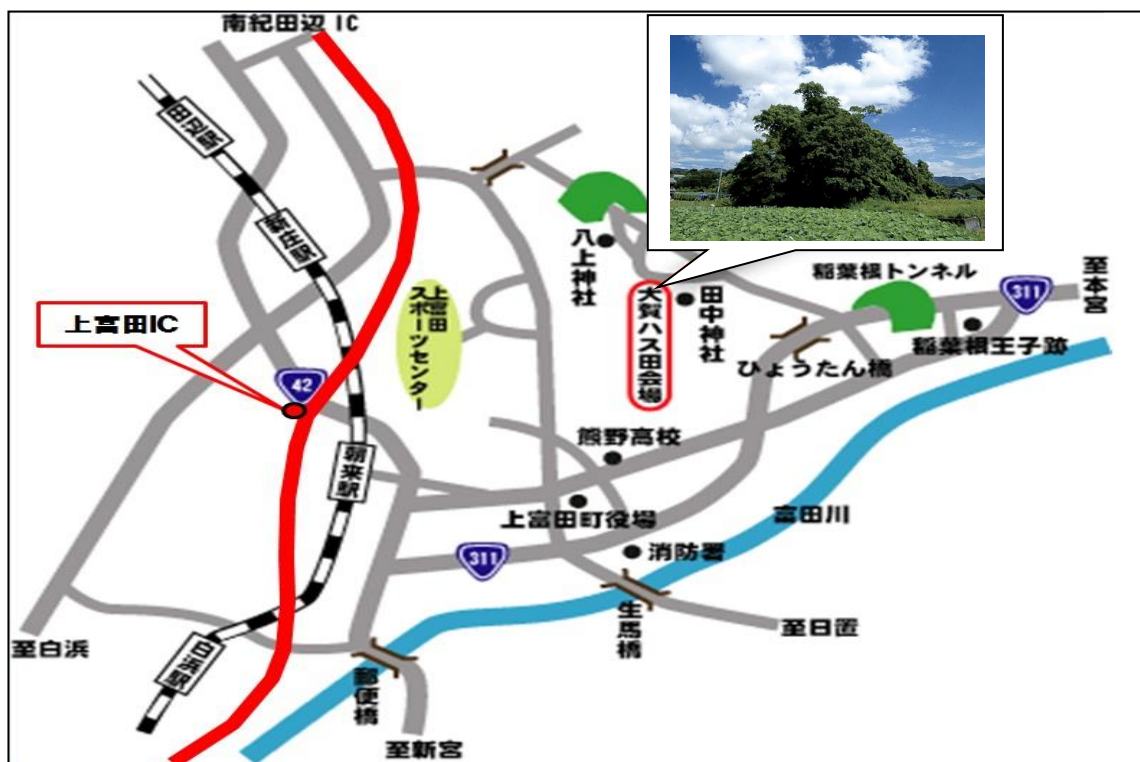 南紀田辺IC
田辺駅
新庄駅
八上神社
大賀ハス田会場
田中神社
稲葉根トンネル
311
至本宮
稲葉根王子跡
ひょうたん橋
上富田IC
上富田
スポーツセンター
42
熊野高校
朝来駅
上富田町役場
富田川
311
消防署
生馬橋
至日置
至白浜
白浜駅
郵便橋
至新宮